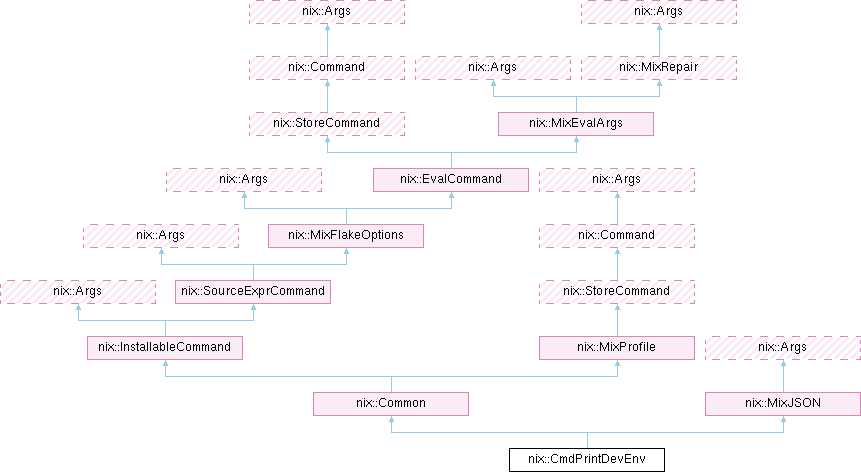 nix::Args nix::Args
nix::Command nix::Args nix::MixRepair
nix::StoreCommand nix::MixEvalArgs
nix::Args nix::EvalCommand nix::Args
nix::Args nix::MixFlakeOptions nix::Command
nix::Args nix::SourceExprCommand nix::StoreCommand
nix::InstallableCommand nix::MixProfile nix::Args
nix::Common nix::MixJSON
nix::CmdPrintDevEnv